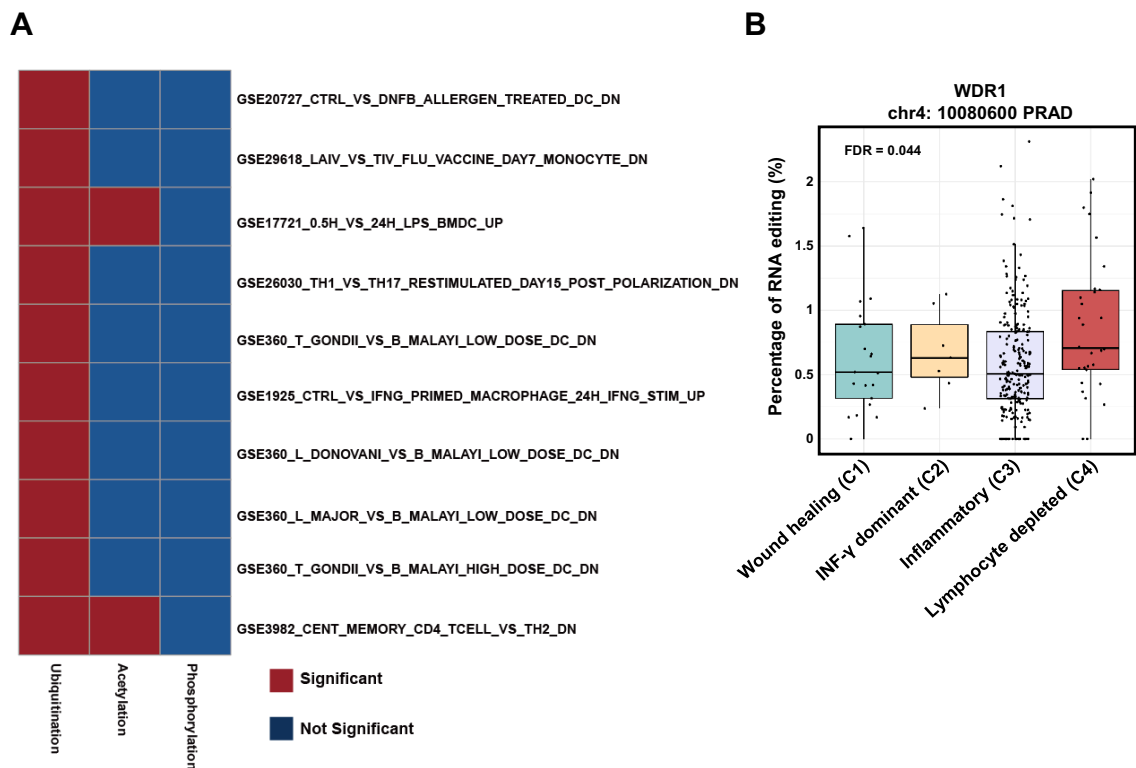 A
GSE20727_CTRL_VS_DNFB_ALLERGEN_TREATED_DC_DN
GSE29618_LAIV_VS_TIV_FLU_VACCINE_DAY7_MONOCYTE_DN
GSE17721_0.5H_VS_24H_LPS_BMDC_UP
GSE26030_TH1_VS_TH17_RESTIMULATED_DAY15_POST_POLARIZATION_DN
GSE360_T_GONDII_VS_B_MALAYI_LOW_DOSE_DC_DN
GSE1925_CTRL_VS_IFNG_PRIMED_MACROPHAGE_24H_IFNG_STIM_UP
GSE360_L_DONOVANI_VS_B_MALAYI_LOW_DOSE_DC_DN
GSE360_L_MAJOR_VS_B_MALAYI_LOW_DOSE_DC_DN
GSE360_T_GONDII_VS_B_MALAYI_HIGH_DOSE_DC_DN
GSE3982_CENT_MEMORY_CD4_TCELL_VS_TH2_DN
Ubiquitination
Acetylation
Phosphorylation
Significant
Not Significant
B
WDR1
chr4: 10080600 PRAD
FDR = 0.044
Percentage of RNA editing (%)
2
1.5
1
0.5
0
Wound healing (C1)
INF-γ dominant (C2)
Inflammatory (C3)
Lymphocyte depleted (C4)